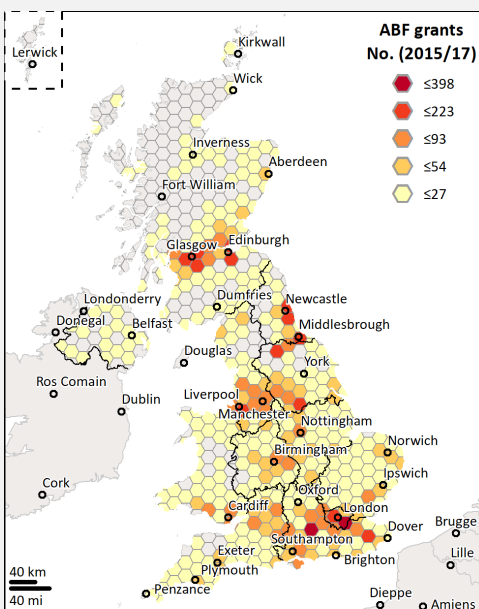 ABF grants
No. (2015/17)
≤398
≤223
≤93
≤54
≤27
Lerwick
Kirkwall
Wick
Inverness
Aberdeen
Fort William
Glasgow
Edinburgh
Londonderry
Dumfries
Newcastle
Donegal
Belfast
Middlesbrough
Douglas
York
Ros Comain
Liverpool
Dublin
Manchester
Nottingham
Norwich
Birmingham
Ipswich
Cork
Oxford
Cardiff
London
Dover
Brugge
Southampton
Exeter
Brighton
Lille
40 km
Plymouth
40 mi
Penzance
Dieppe
Amiens